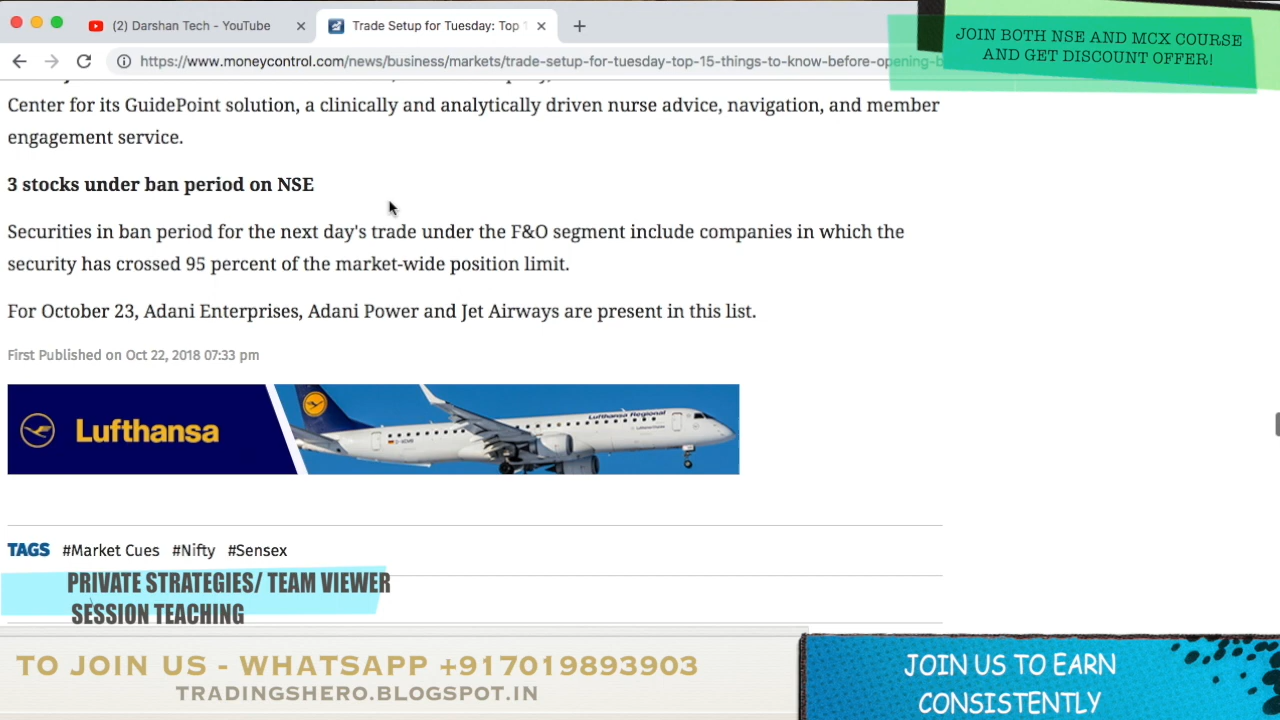 (2) Darshan Tech - YouTube
Trade Setup for Tuesday: Top
JOIN BOTH NSE AND MCX COURSE
AND GET DISCOUNT OFFER!
https://www.moneycontrol.com/news/business/markets/trade-setup-for-tuesday-top-15-things-to-know-before-opening-b
Center for its GuidePoint solution, a clinically and analytically driven nurse advice, navigation, and member
engagement service.
3 stocks under ban period on NSE
Securities in ban period for the next day's trade under the F&O segment include companies in which the
security has crossed 95 percent of the market-wide position limit.
For October 23, Adani Enterprises, Adani Power and Jet Airways are present in this list.
First Published on Oct 22, 2018 07:33 pm
Lufthansa
Lufthansa Regional
TAGS #Market Cues #Nifty #Sensex
PRIVATE STRATEGIES/ TEAM VIEWER
SESSION TEACHING
TO JOIN US - WHATSAPP +917019893903
TRADINGSHERO.BLOGSPOT.IN
JOIN US TO EARN
CONSISTENTLY